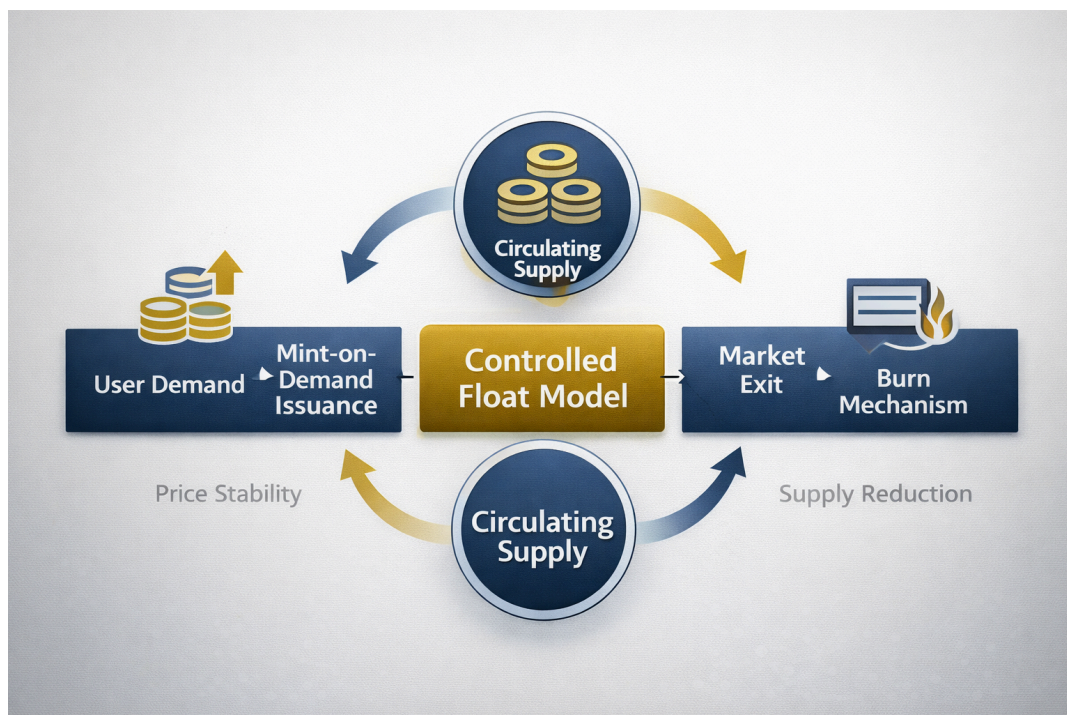 Circulating
Supply
User Demand
Mint-on-
Demand
Issuance
Controlled
Float Model
Market
Exit
Burn
Mechanism
Price Stability
Circulating
Supply
Supply Reduction